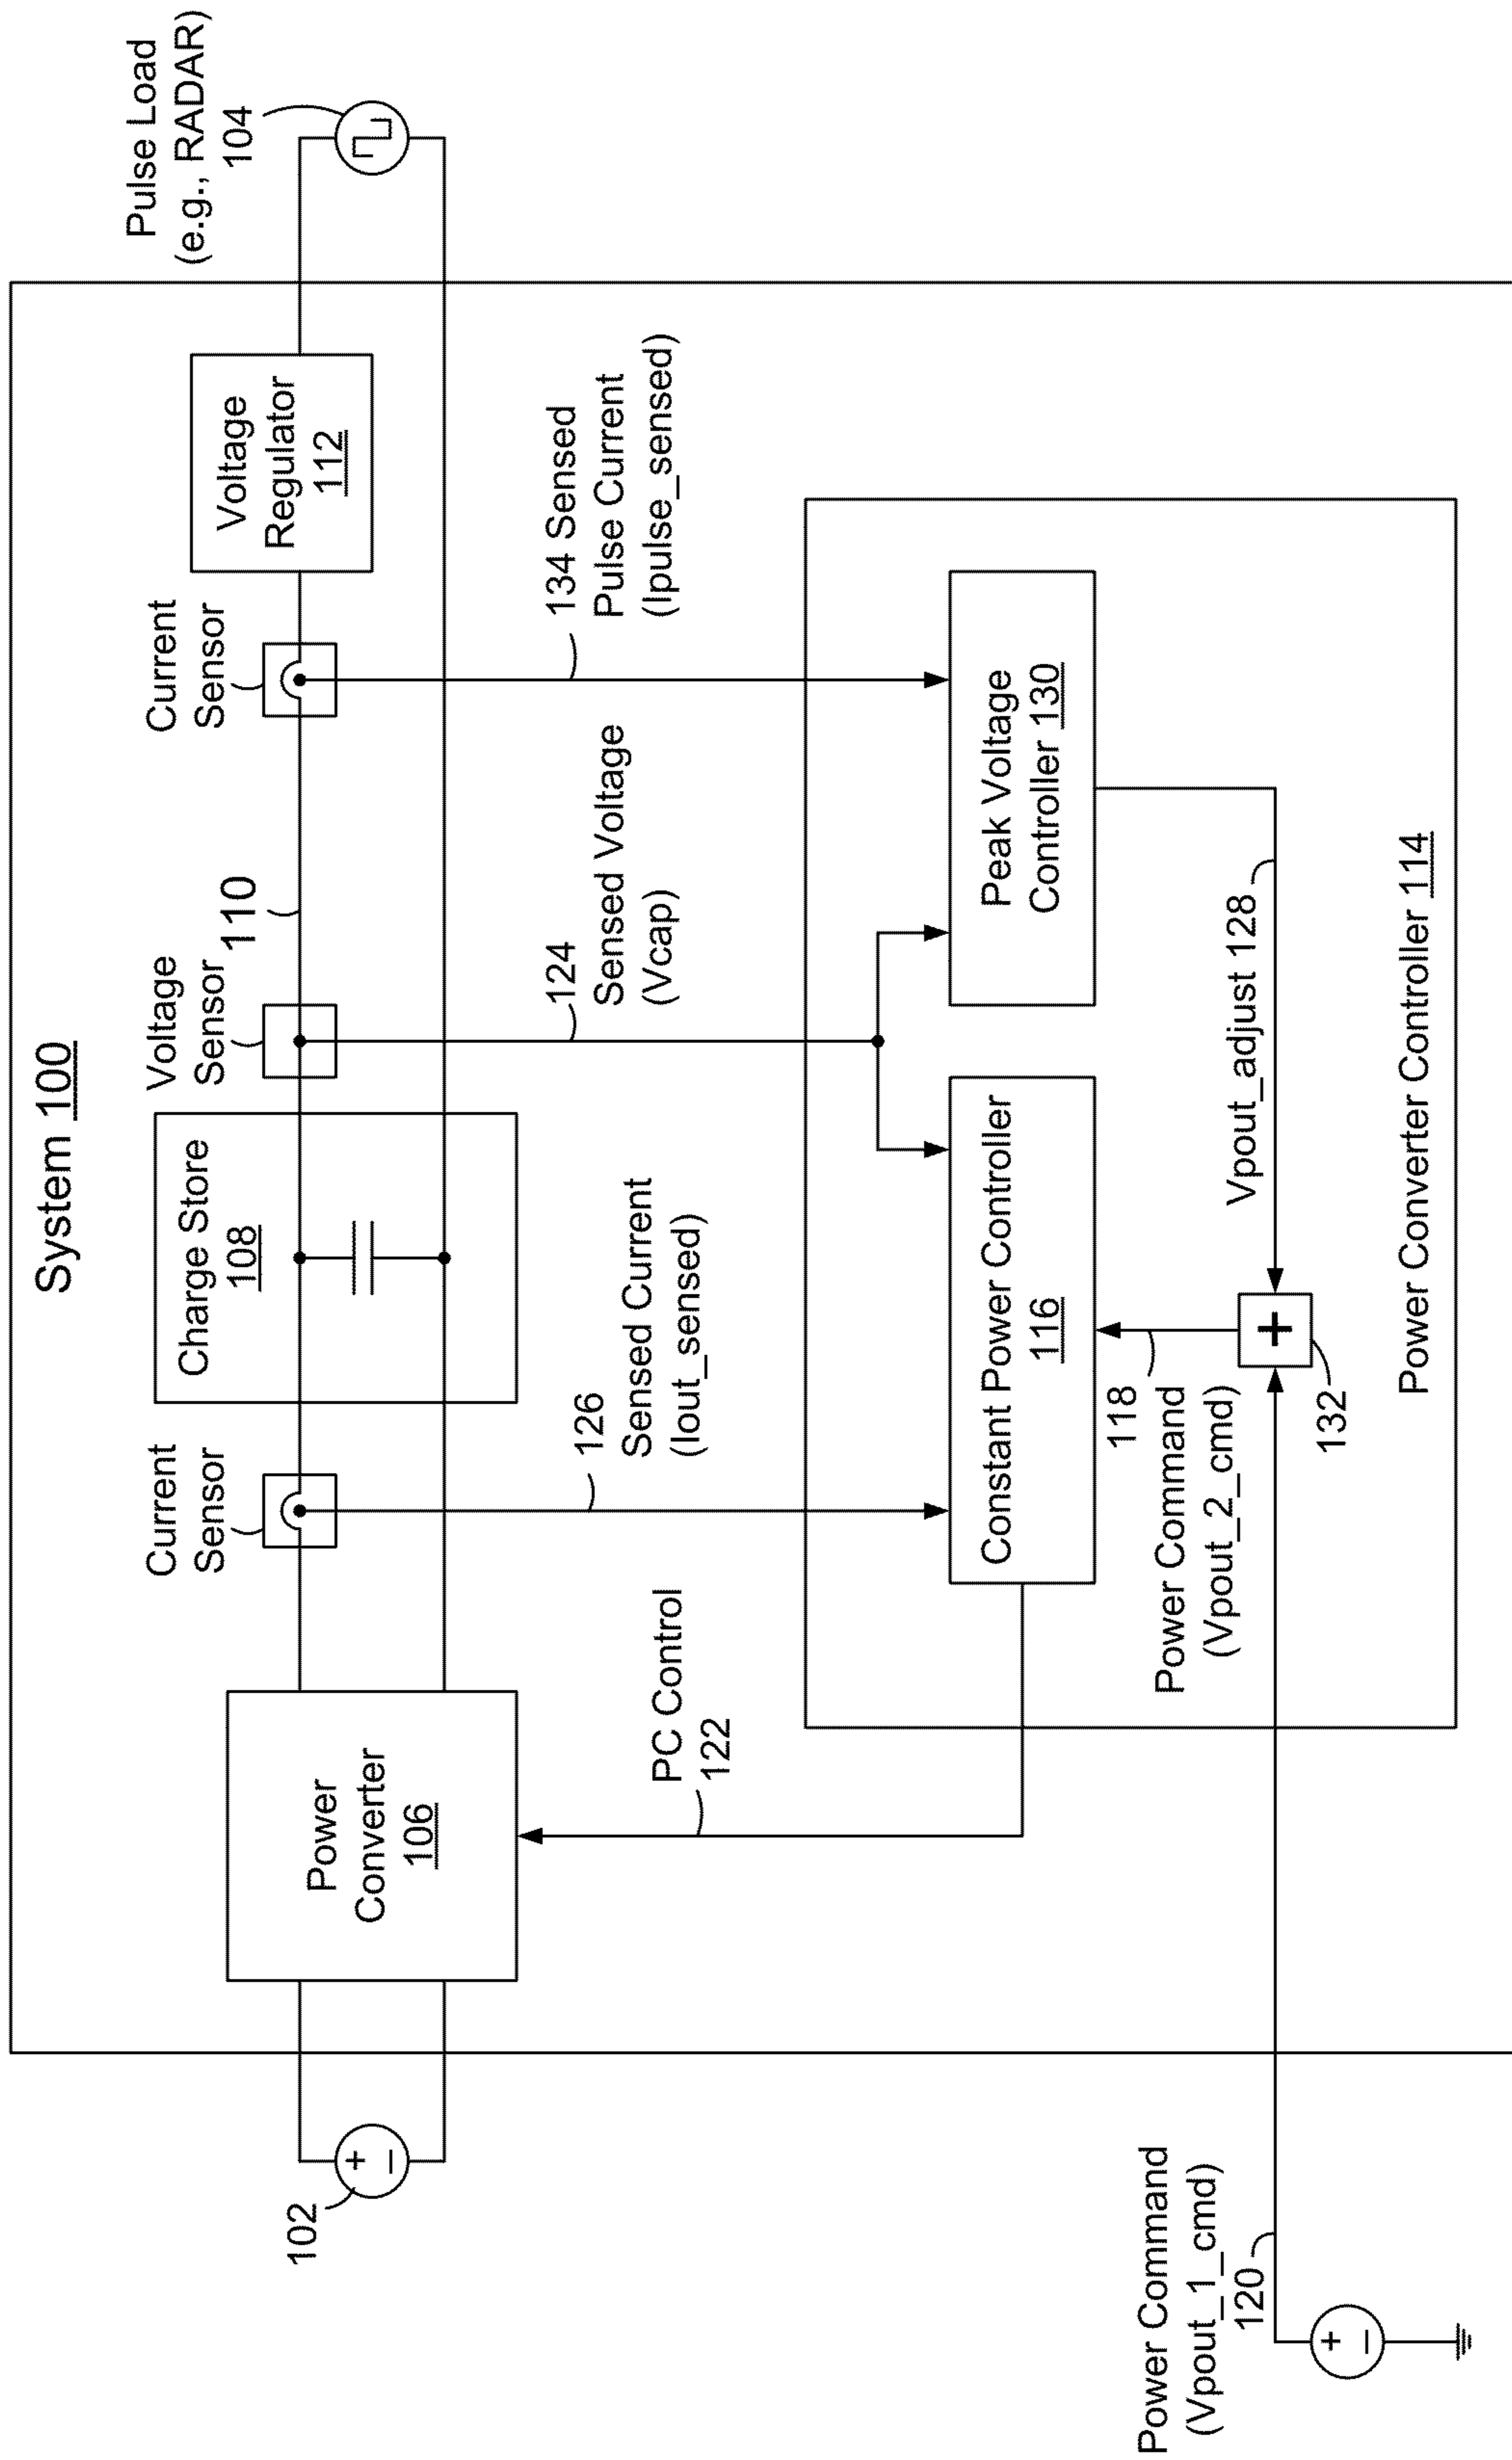 System 100
Pulse Load
(e.g., RADAR)
104
102
Power
Converter
106
Current
Sensor
Charge Store
108
Voltage
Sensor
110
Current
Sensor
Voltage
Regulator
112
PC Control
122
126
Sensed Current
(Iout_sensed)
124
Sensed Voltage
(Vcap)
134 Sensed
Pulse Current
(Ipulse_sensed)
Constant Power Controller
116
Peak Voltage
Controller 130
118
Power Command
(Vpout_2_cmd)
+
132
Vpout_adjust 128
Power Converter Controller 114
Power Command
(Vpout_1_cmd)
120